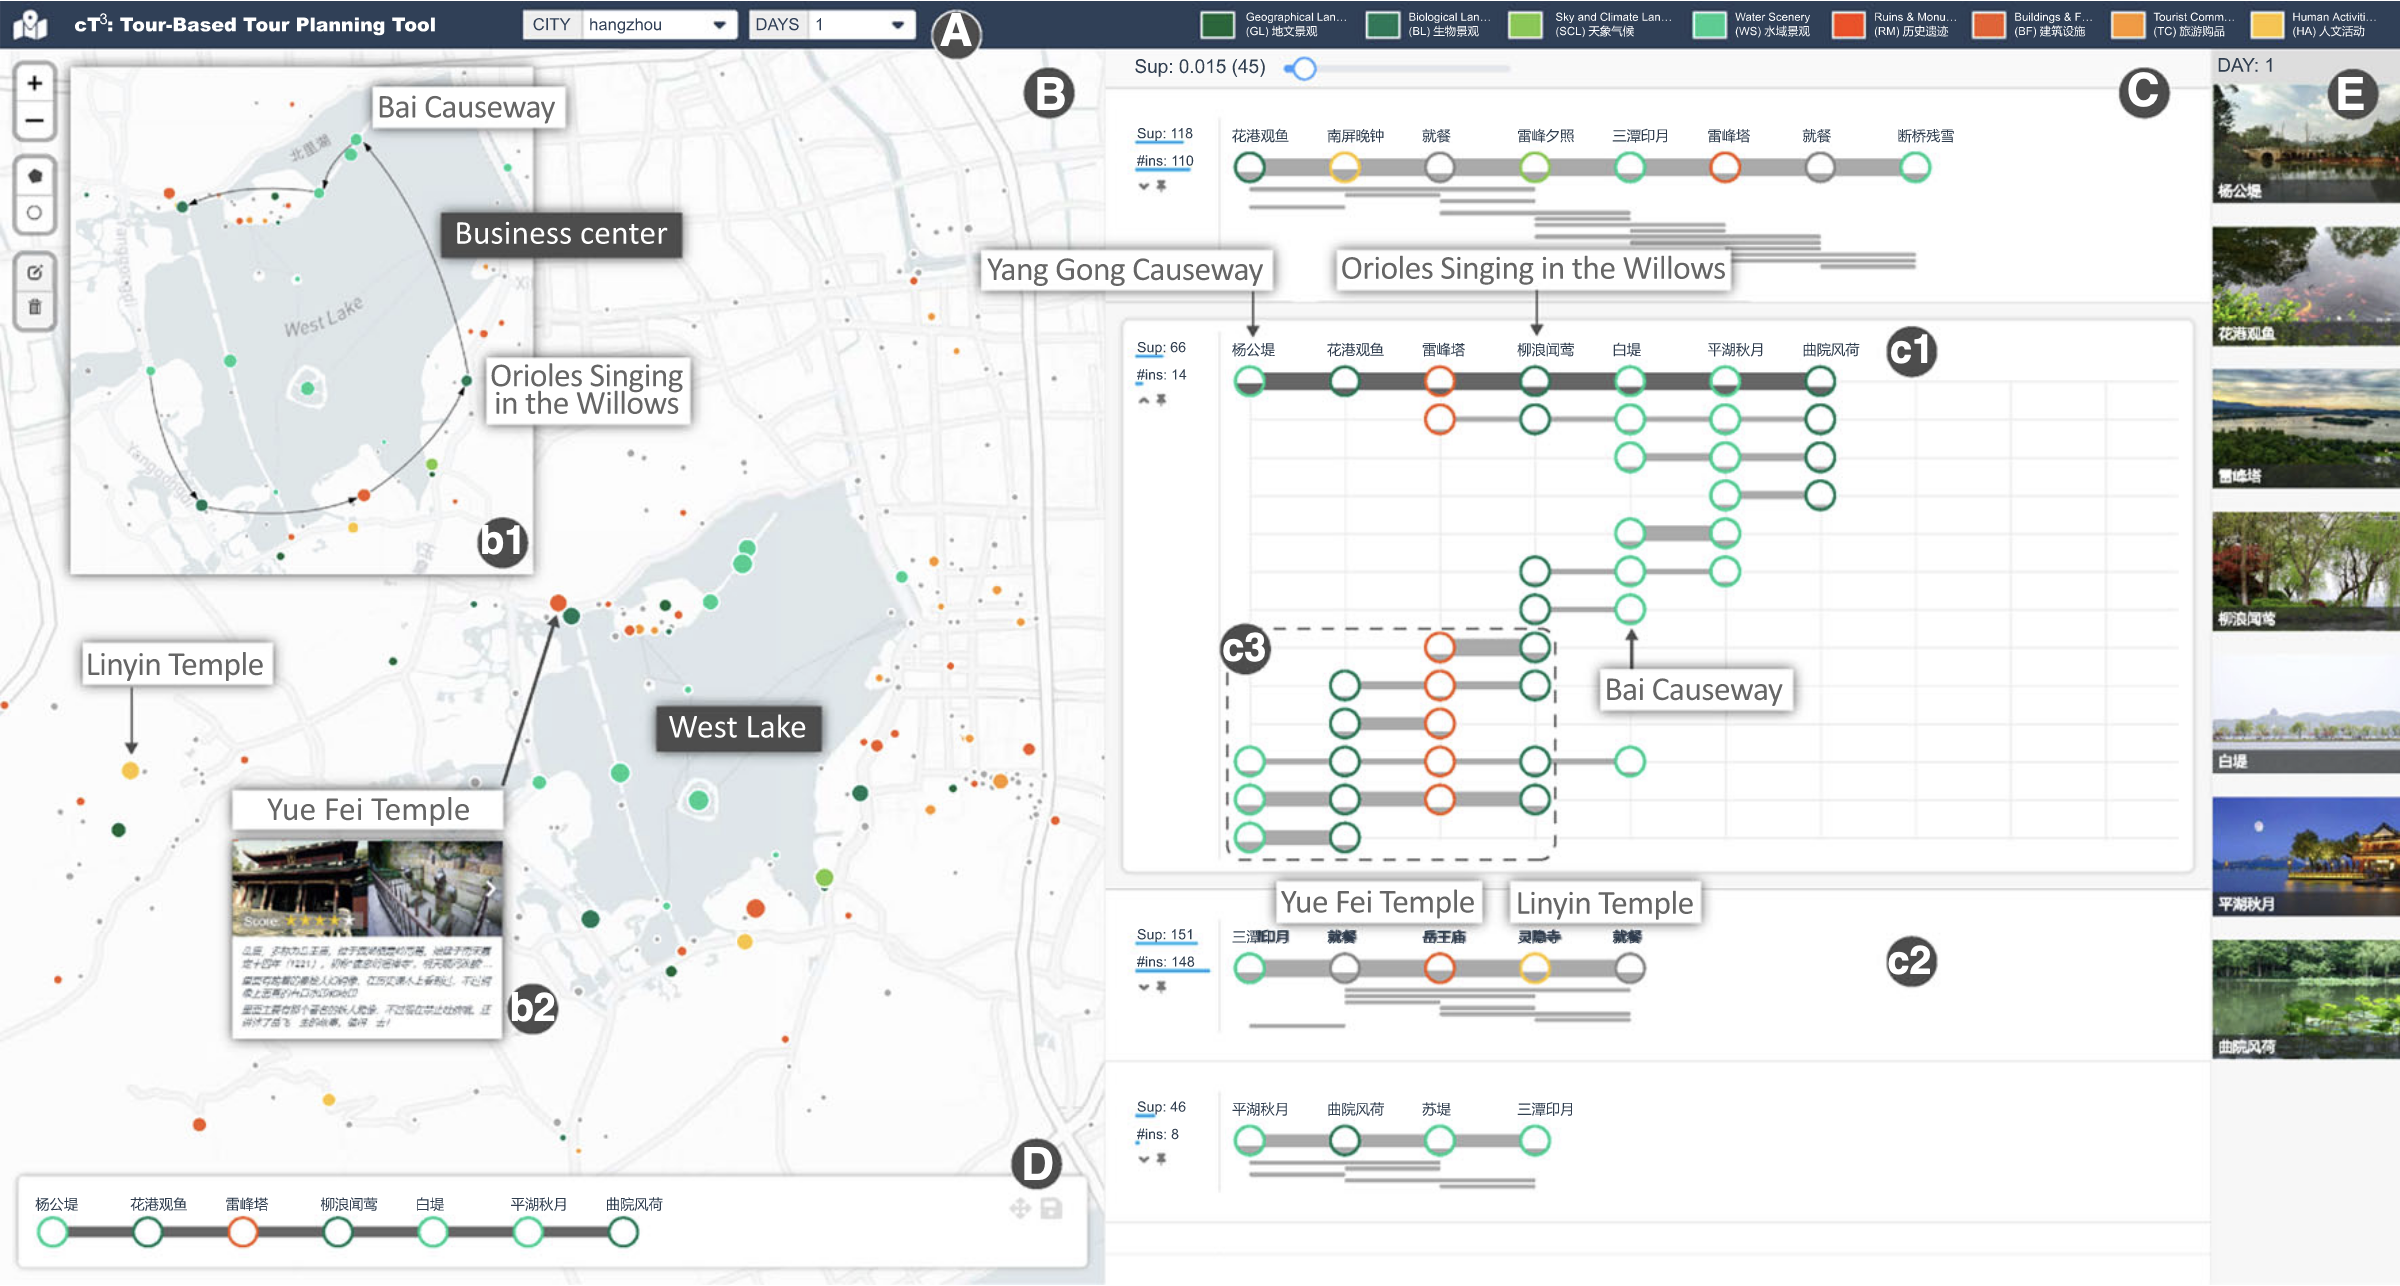 cT³: Tour-Based Tour Planning Tool
CITY hangzhou
DAYS 1
A
Geographical Lan...
(GL) 地文景观
Biological Lan...
(BL) 生物景观
Sky and Climate Lan...
(SCL) 天象气候
Water Scenery
(WS) 水域景观
Ruins & Monu...
(RM) 历史遗迹
Buildings & F...
(BF) 建筑设施
Tourist Comm...
(TC) 旅游购品
Human Activiti...
(HA) 人文活动
+
−
B
Bai Causeway
北里湖
Business center
West Lake
Orioles Singing
in the Willows
b1
Linyin Temple
West Lake
Yue Fei Temple
Score:
b2
D
杨公堤
花港观鱼
雷峰塔
柳浪闻莺
白堤
平湖秋月
曲院风荷
Sup: 0.015 (45)
C
Sup: 118
#ins: 110
花港观鱼
南屏晚钟
就餐
雷峰夕照
三潭印月
雷峰塔
就餐
断桥残雪
Yang Gong Causeway
Orioles Singing in the Willows
Sup: 66
#ins: 14
杨公堤
花港观鱼
雷峰塔
柳浪闻莺
白堤
平湖秋月
曲院风荷
c1
c3
Bai Causeway
Yue Fei Temple
Linyin Temple
Sup: 151
#ins: 148
三潭印月
就餐
岳王庙
灵隐寺
就餐
c2
Sup: 46
#ins: 8
平湖秋月
曲院风荷
苏堤
三潭印月
DAY: 1
E
杨公堤
花港观鱼
雷峰塔
柳浪闻莺
白堤
平湖秋月
曲院风荷